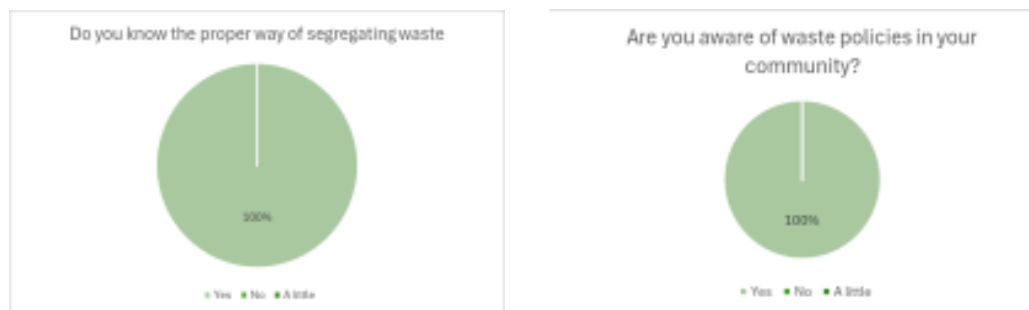 Do you know the proper way of segregating waste
100%
Yes No A little
Are you aware of waste policies in your
community?
100%
Yes No A little